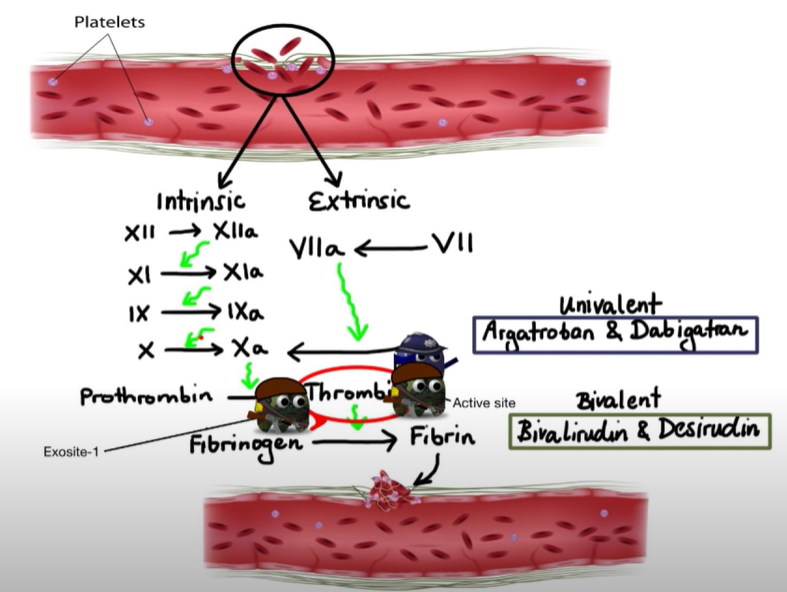 Platelets
Intrinsic
Extrinsic
XII → XIIa
VIIa ← VII
XI → XIa
IX → IXa
X → Xa ←
Univalent
Argatroban & Dabigatran
Prothrombin
Thrombi
Active site
Bivalent
Bivalirudin & Desirudin
Exosite-1
Fibrinogen → Fibrin